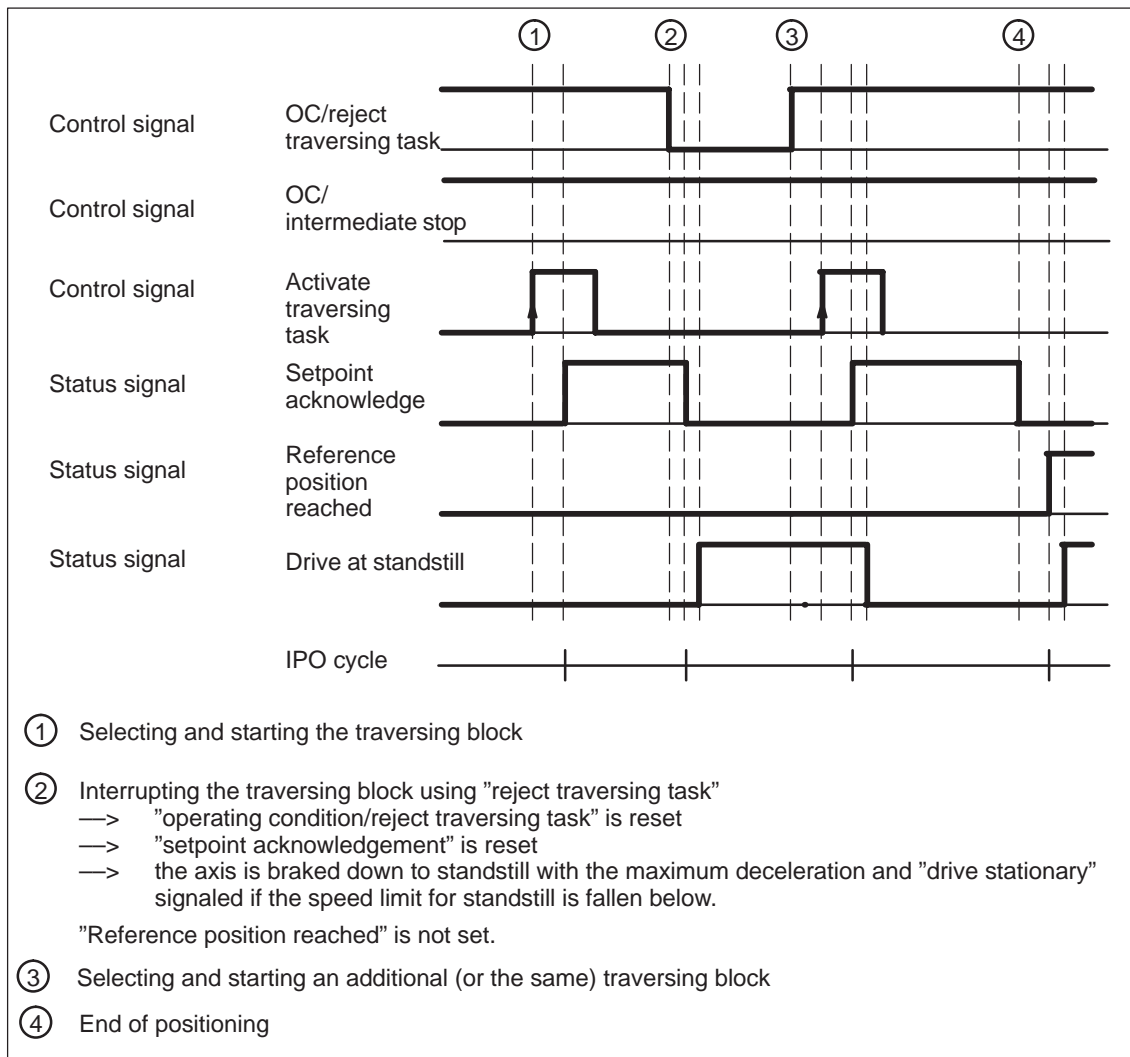 1 2 3 4
Control signal OC/reject
traversing task
Control signal OC/
intermediate stop
Control signal Activate
traversing
task
Status signal Setpoint
acknowledge
Status signal Reference
position
reached
Status signal Drive at standstill
IPO cycle
1 Selecting and starting the traversing block
2 Interrupting the traversing block using ”reject traversing task”
—> ”operating condition/reject traversing task” is reset
—> ”setpoint acknowledgement” is reset
—> the axis is braked down to standstill with the maximum deceleration and ”drive stationary”
signaled if the speed limit for standstill is fallen below.
”Reference position reached” is not set.
3 Selecting and starting an additional (or the same) traversing block
4 End of positioning